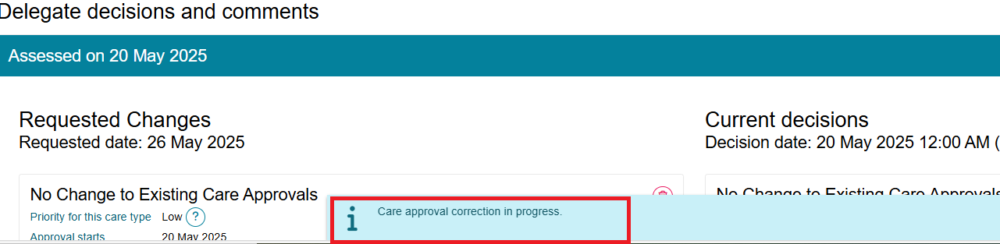 Delegate decisions and comments
Assessed on 20 May 2025
Requested Changes
Requested date: 26 May 2025
No Change to Existing Care Approvals
Priority for this care type Low ?
Approval starts 20 May 2025
Current decisions
Decision date: 20 May 2025 12:00 AM (
No Change to Existing Care Approvals
Care approval correction in progress.